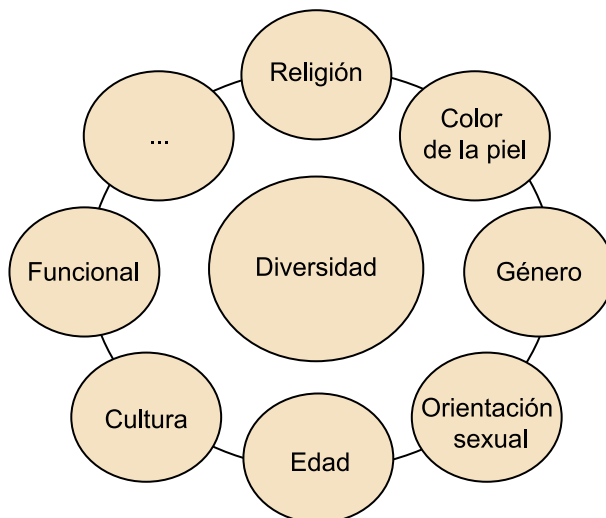 Religión
Color
de la piel
Género
Orientación
sexual
Edad
Cultura
Funcional
...
Diversidad